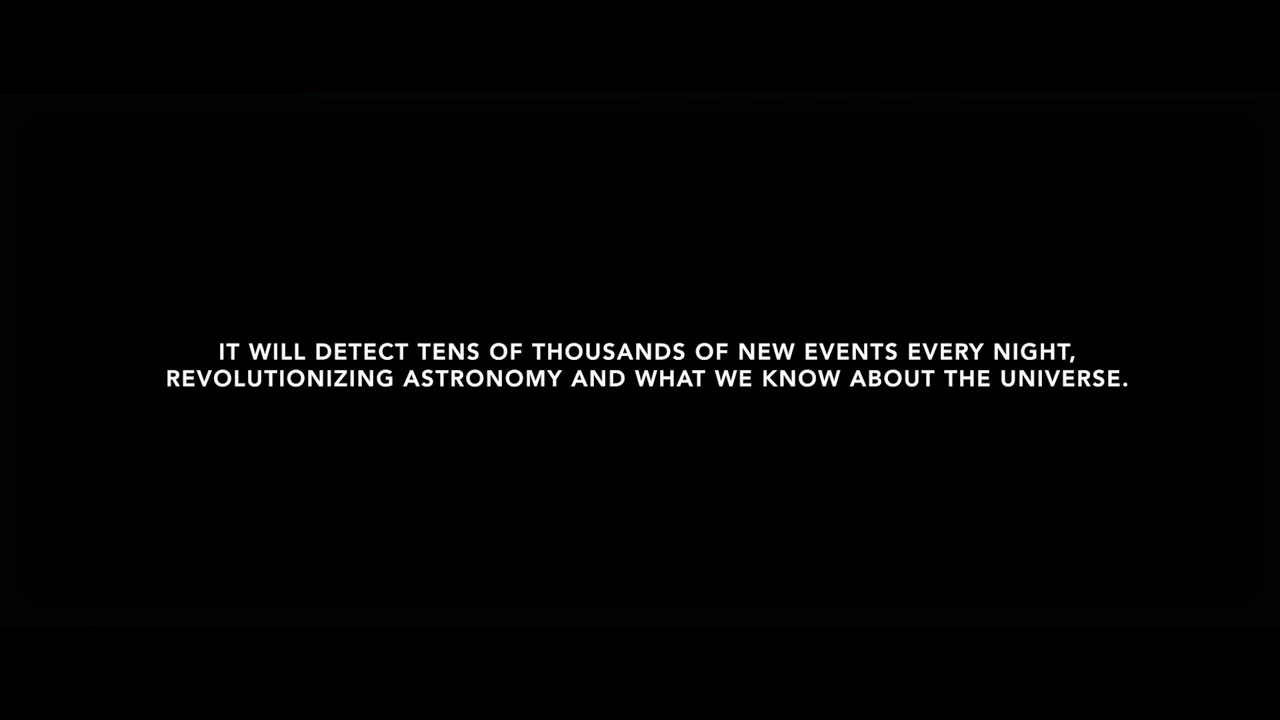 IT WILL DETECT TENS OF THOUSANDS OF NEW EVENTS EVERY NIGHT,
REVOLUTIONIZING ASTRONOMY AND WHAT WE KNOW ABOUT THE UNIVERSE.